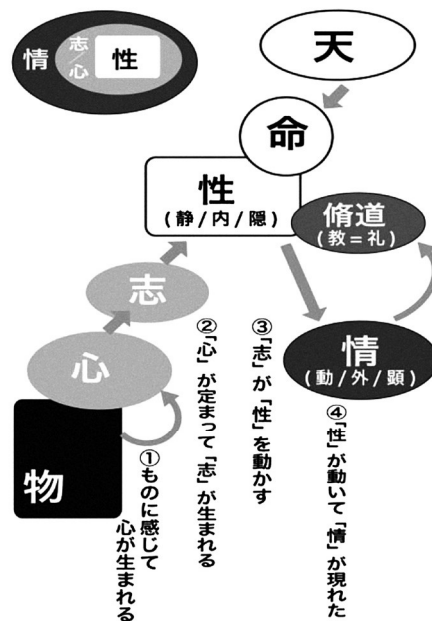 情
志/心
性
天
命
性
(静/内/隠)
脩道
(教=礼)
志
心
情
(動/外/顕)
物
①ものに感じて
心が生まれる
②「心」が定まって「志」が生まれる
③「志」が「性」を動かす
④「性」が動いて「情」が現れた